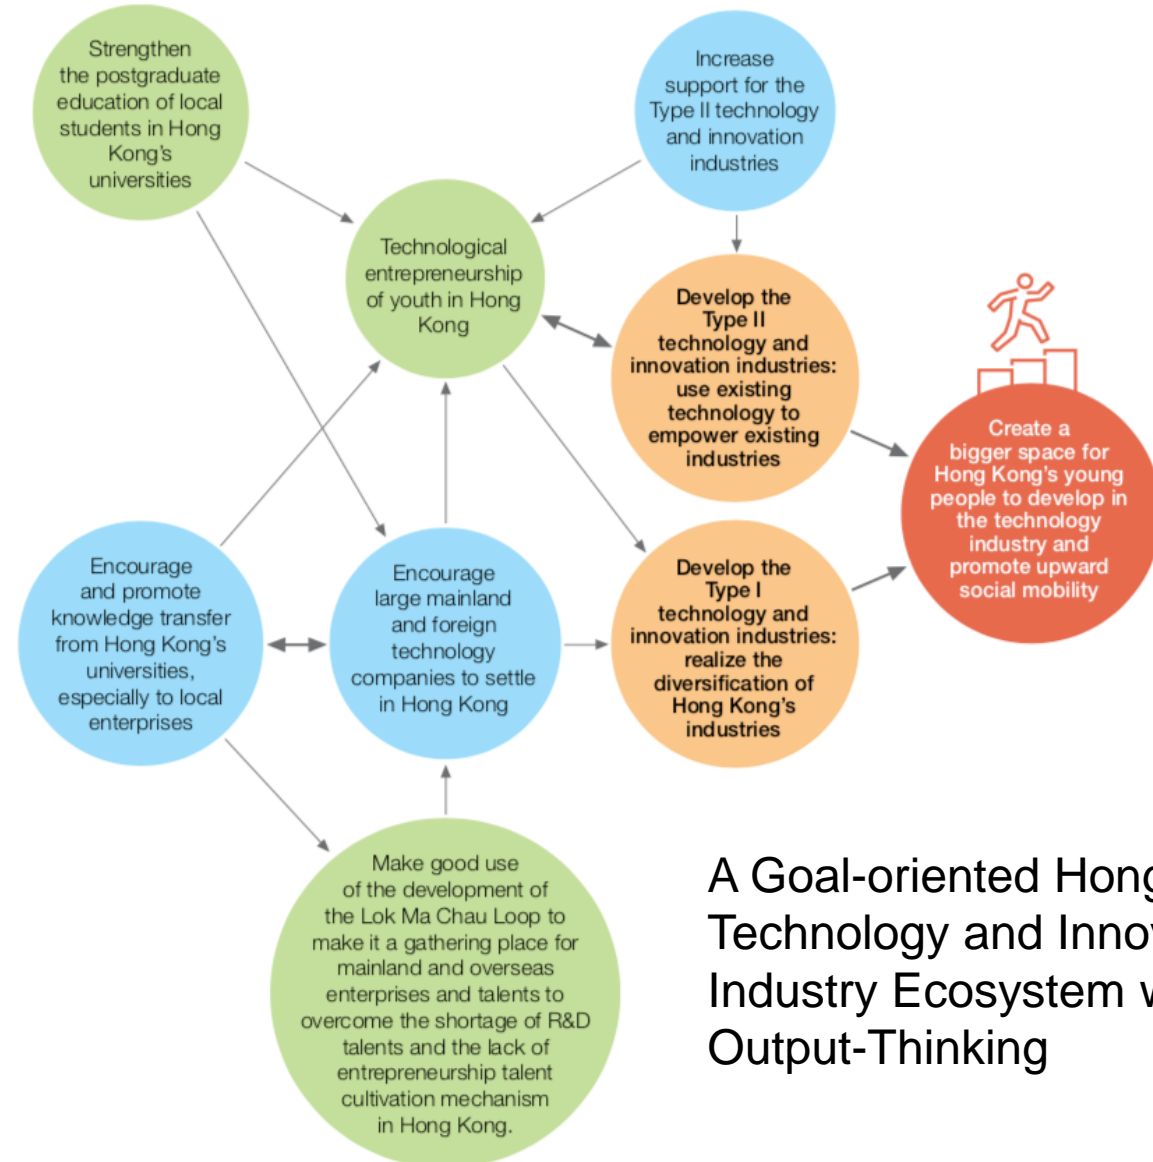 Strengthen
the postgraduate
education of local
students in Hong
Kong's
universities
Increase
support for the
Type II technology
and innovation
industries
Technological
entrepreneurship
of youth in Hong
Kong
Develop the
Type II
technology and
innovation industries:
use existing
technology to
empower existing
industries
Create a
bigger space for
Hong Kong's young
people to develop in
the technology
industry and
promote upward
social mobility
Encourage
and promote
knowledge transfer
from Hong Kong's
universities,
especially to local
enterprises
Encourage
large mainland
and foreign
technology
companies to settle
in Hong Kong
Develop the
Type I
technology and
innovation industries:
realize the
diversification of
Hong Kong's
industries
Make good use
of the development of
the Lok Ma Chau Loop to
make it a gathering place for
mainland and overseas
enterprises and talents to
overcome the shortage of R&D
talents and the lack of
entrepreneurship talent
cultivation mechanism
in Hong Kong.
A Goal-oriented Hong
Technology and Innov
Industry Ecosystem w
Output-Thinking